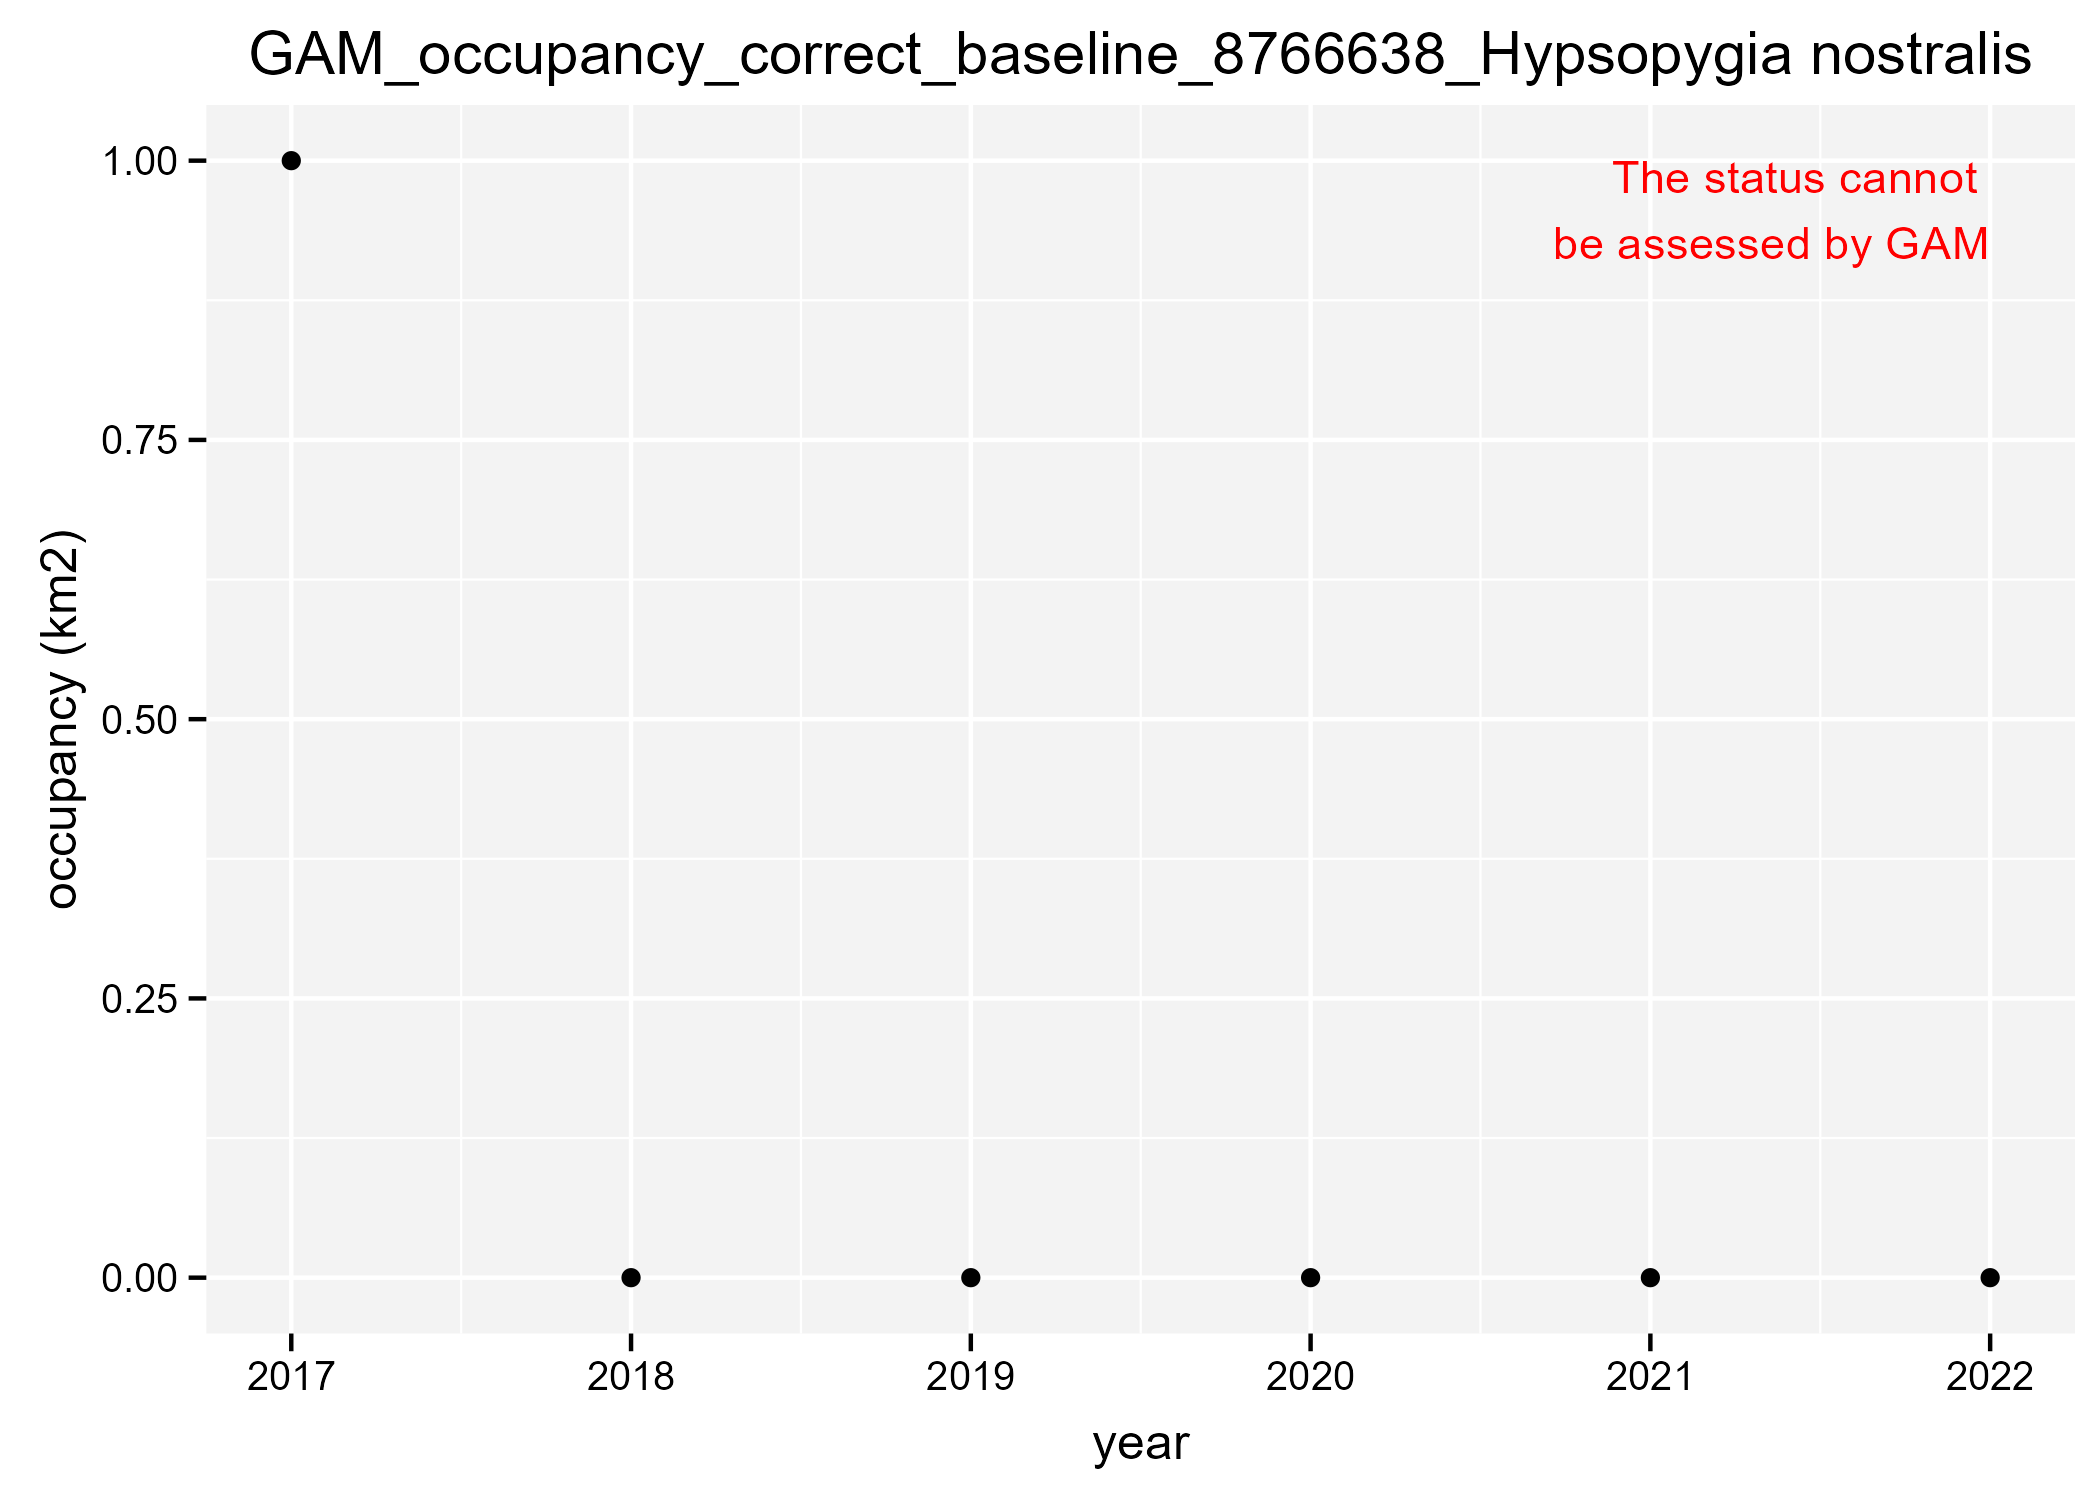 GAM_occupancy_correct_baseline_8766638_Hypsopygia nostralis
The status cannot
be assessed by GAM
1.00
0.75
0.50
0.25
0.00
occupancy (km2)
2017 2018 2019 2020 2021 2022
year